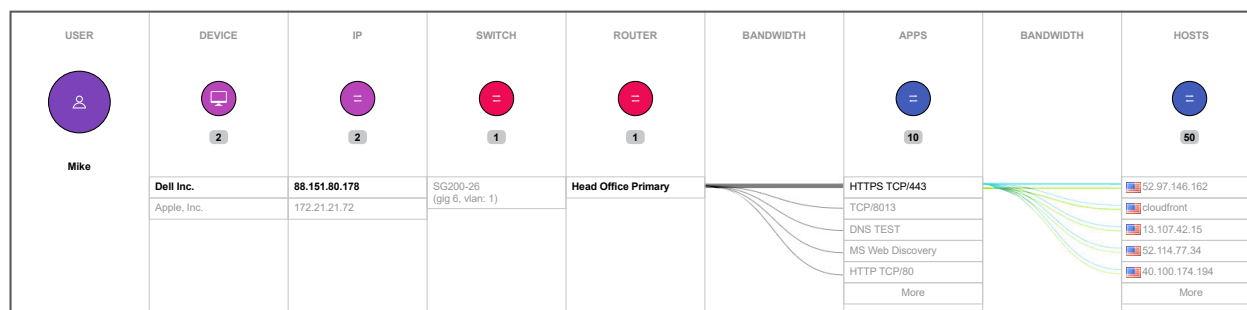 USER DEVICE IP SWITCH ROUTER BANDWIDTH APPS BANDWIDTH HOSTS
2 2 1 1 10 50
Mike
Dell Inc. 88.151.80.178 SG200-26 Head Office Primary HTTPS TCP/443 52.97.146.162
(gig 6, vlan: 1)
Apple, Inc. 172.21.21.72 TCP/8013 cloudfront
DNS TEST 13.107.42.15
MS Web Discovery 52.114.77.34
HTTP TCP/80 40.100.174.194
More More